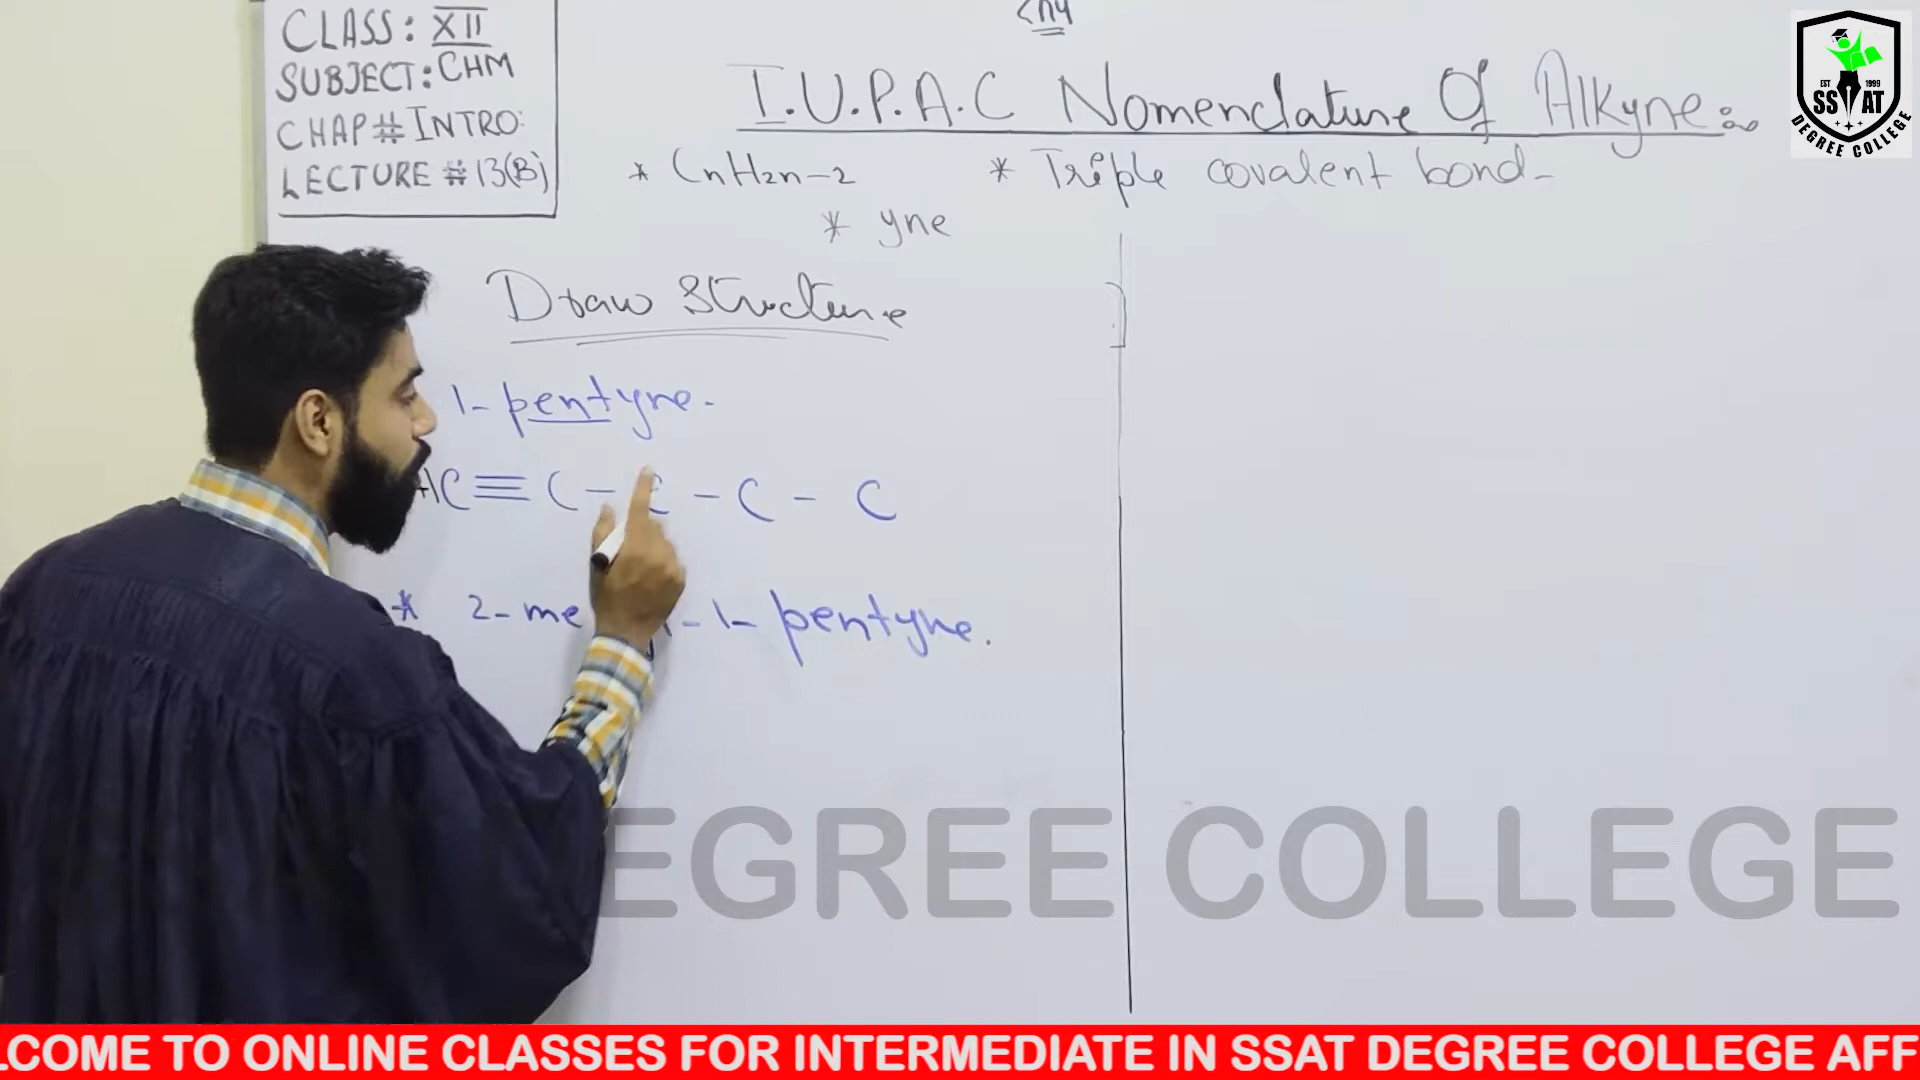 CLASS: XII
SUBJECT: CHM
CHAP # INTRO:
LECTURE # 13(B)
I.U.P.A.C Nomenclature Of Alkyne:
* CnH2n-2 * Triple covalent bond-
* yne
Draw Structure
1- pentyne.
C ≡ C - C - C - C
* 2- me - 1- pentyne.
EST 1999
SSAT
DEGREE COLLEGE
EGREE COLLEGE
LCOME TO ONLINE CLASSES FOR INTERMEDIATE IN SSAT DEGREE COLLEGE AFF